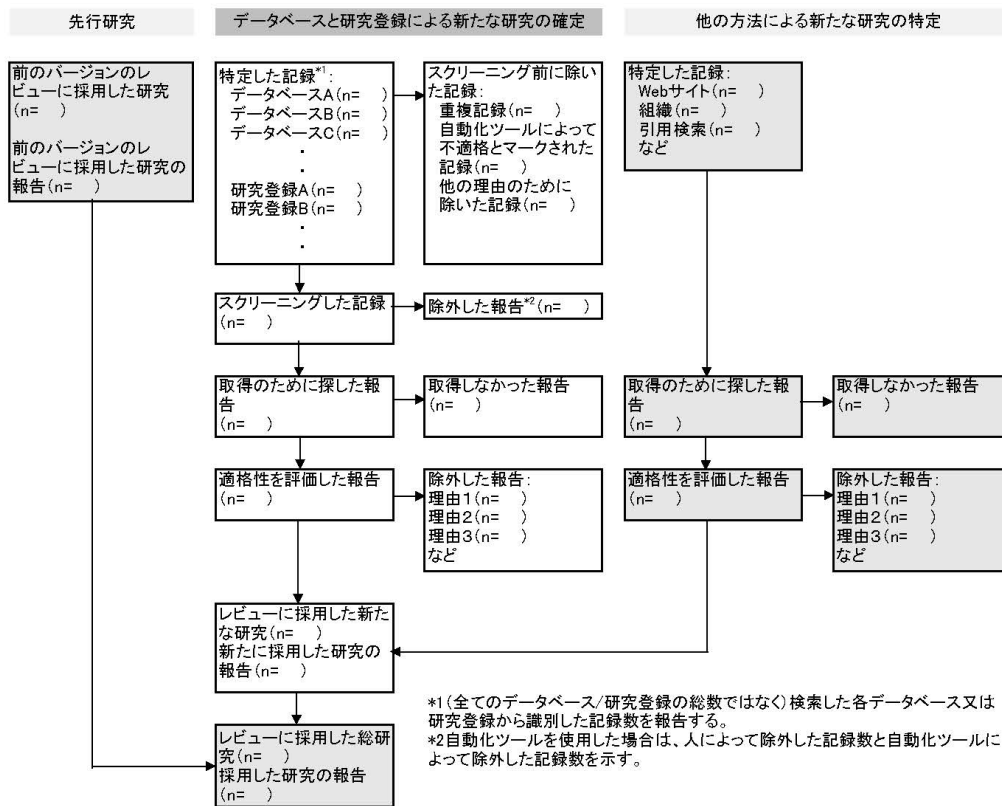 先行研究
データベースと研究登録による新たな研究の確定
他の方法による新たな研究の特定
前のバージョンのレ
ビューに採用した研究
(n=　)
前のバージョンのレ
ビューに採用した研究の
報告(n=　)
特定した記録*1:
データベースA(n=　)
データベースB(n=　)
データベースC(n=　)
・
・
研究登録A(n=　)
研究登録B(n=　)
・
・
スクリーニング前に除い
た記録:
重複記録(n=　)
自動化ツールによって
不適格とマークされた
記録(n=　)
他の理由のために
除いた記録(n=　)
特定した記録:
Webサイト(n=　)
組織(n=　)
引用検索(n=　)
など
スクリーニングした記録
(n=　)
除外した報告*2(n=　)
取得のために探した報
告
(n=　)
取得しなかった報告
(n=　)
取得のために探した報
告
(n=　)
取得しなかった報告
(n=　)
適格性を評価した報告
(n=　)
除外した報告:
理由1(n=　)
理由2(n=　)
理由3(n=　)
など
適格性を評価した報告
(n=　)
除外した報告:
理由1(n=　)
理由2(n=　)
理由3(n=　)
など
レビューに採用した新た
な研究(n=　)
新たに採用した研究の
報告(n=　)
レビューに採用した総研
究(n=　)
採用した研究の報告
(n=　)
*1(全てのデータベース/研究登録の総数ではなく)検索した各データベース又は
研究登録から識別した記録数を報告する。
*2自動化ツールを使用した場合は、人によって除外した記録数と自動化ツールに
よって除外した記録数を示す。